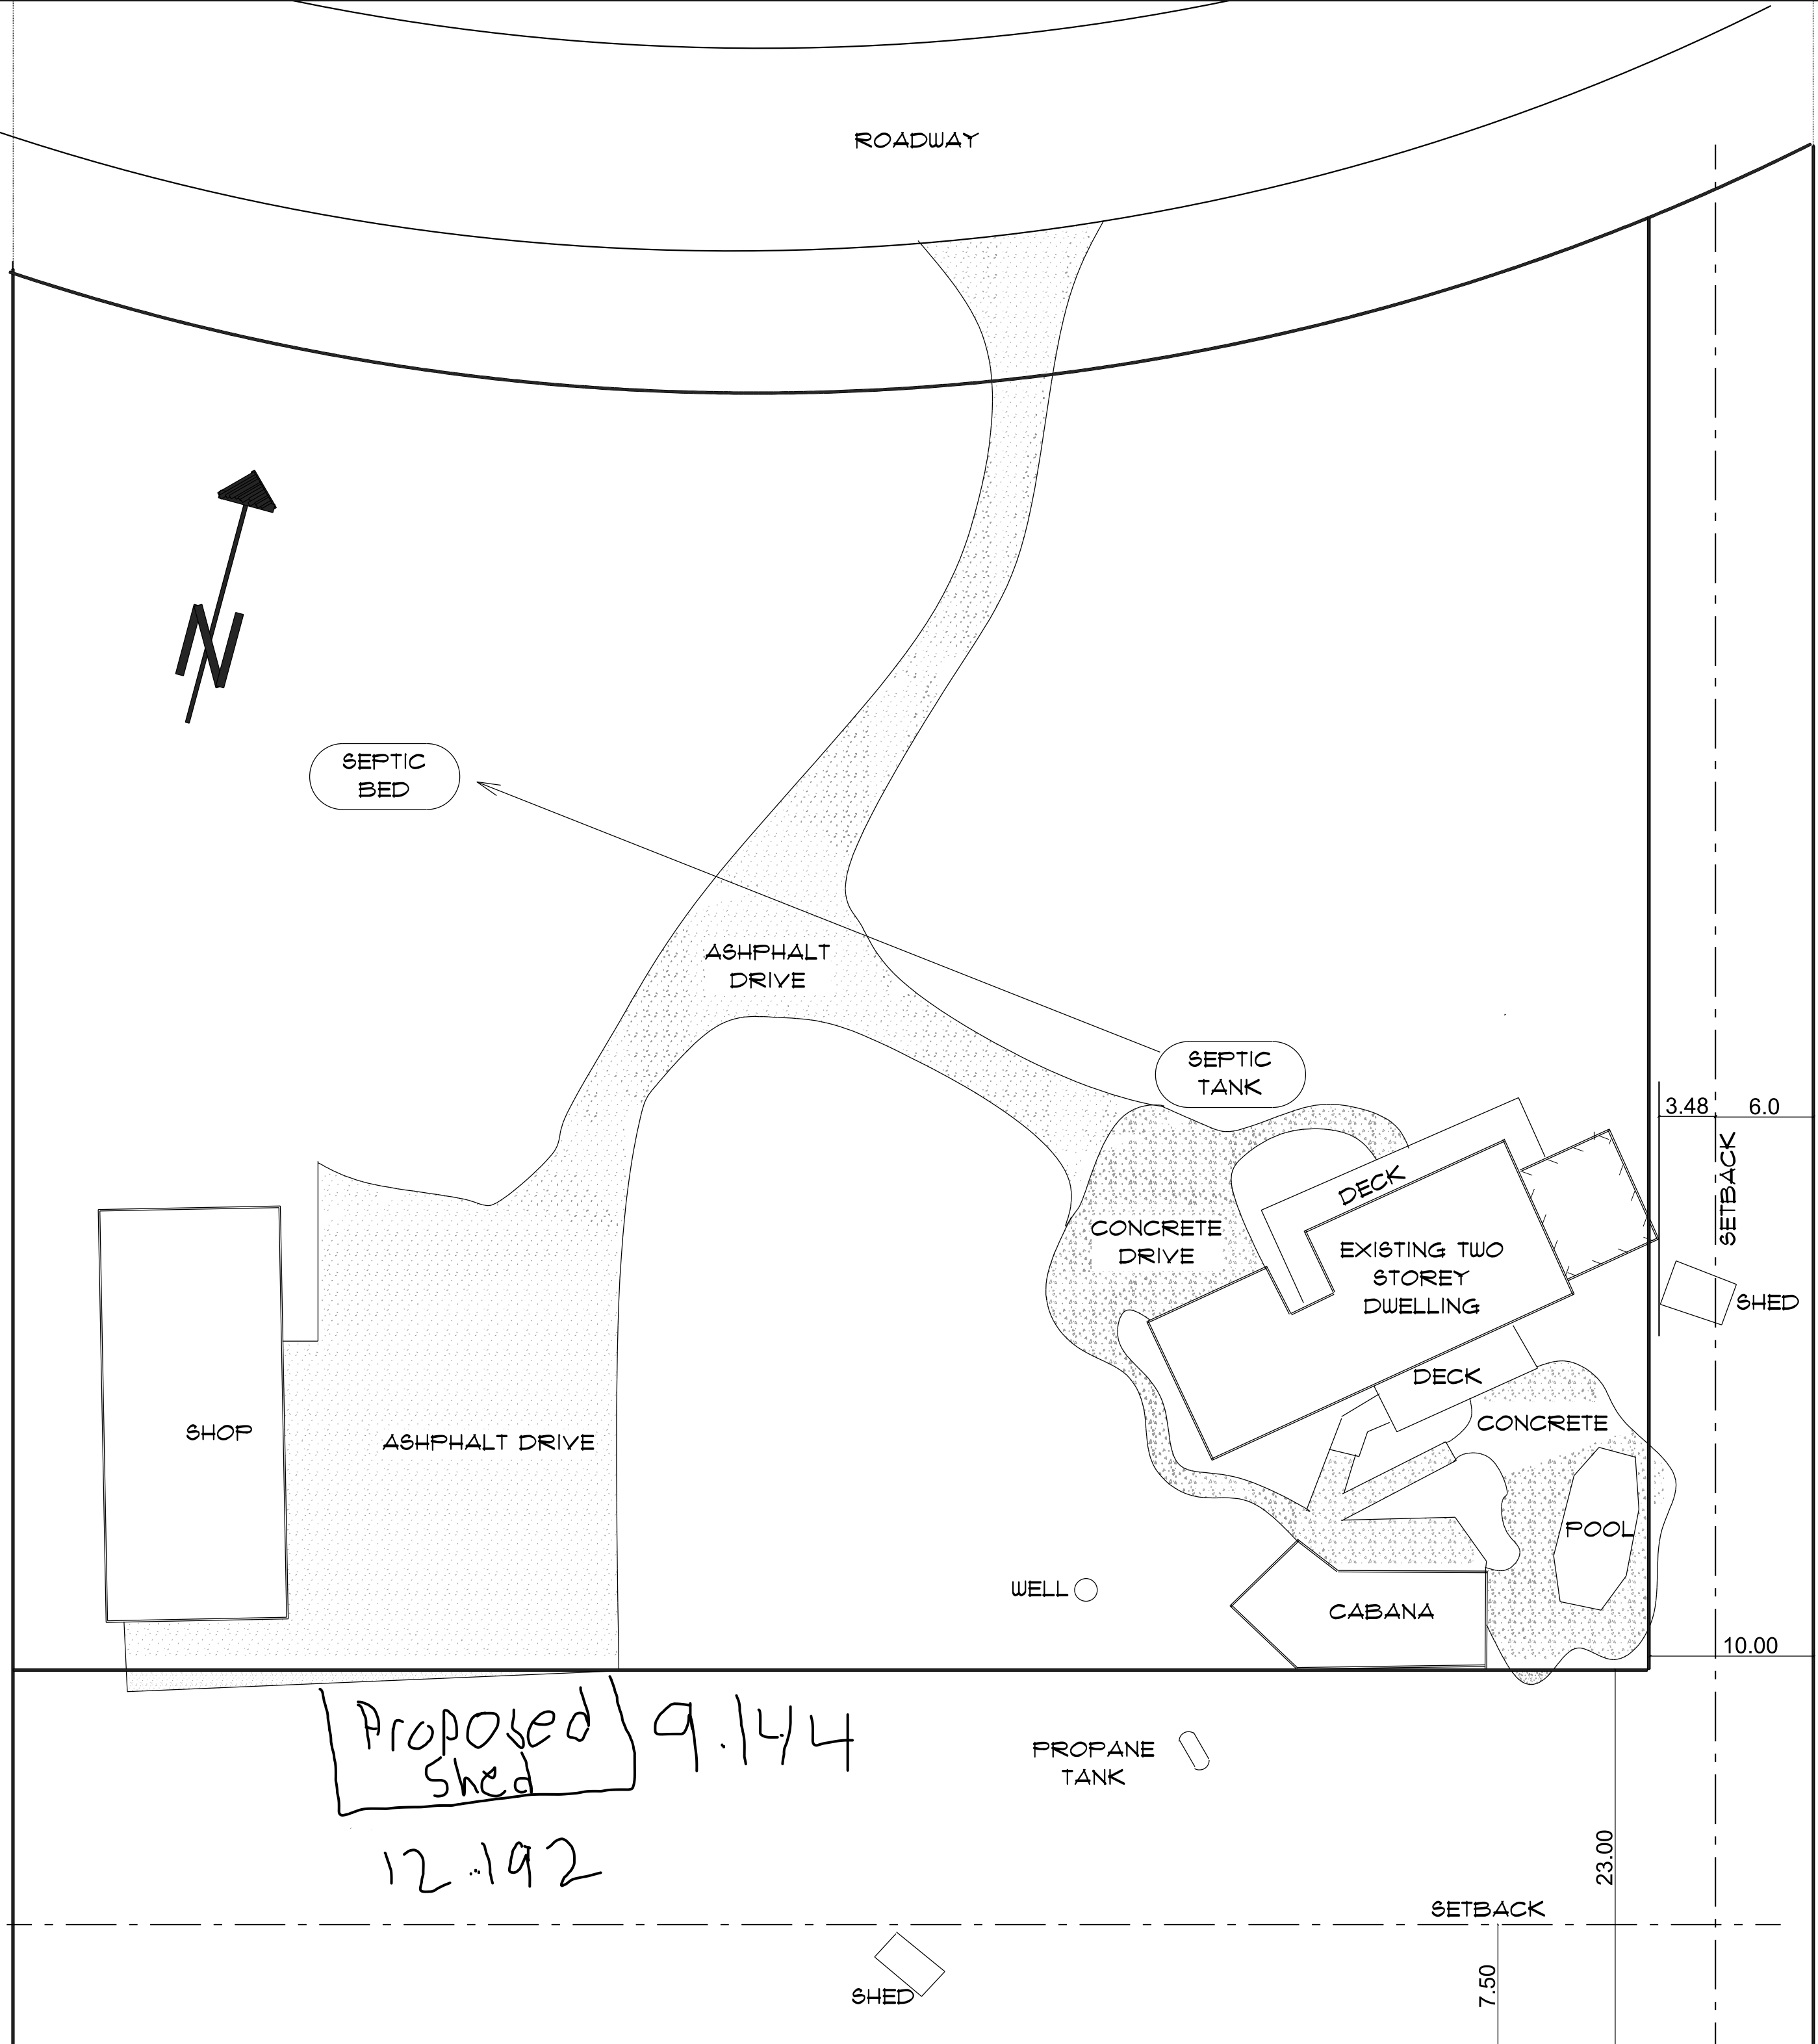 ROADWAY
N
SEPTIC
BED
ASHPHALT
DRIVE
SEPTIC
TANK
3.48
6.0
SETBACK
DECK
CONCRETE
DRIVE
EXISTING TWO
STOREY
DWELLING
SHED
DECK
CONCRETE
SHOP
ASHPHALT DRIVE
POOL
WELL
CABANA
10.00
Proposed
Shed
9.144
PROPANE
TANK
12.192
23.00
SETBACK
SHED
7.50